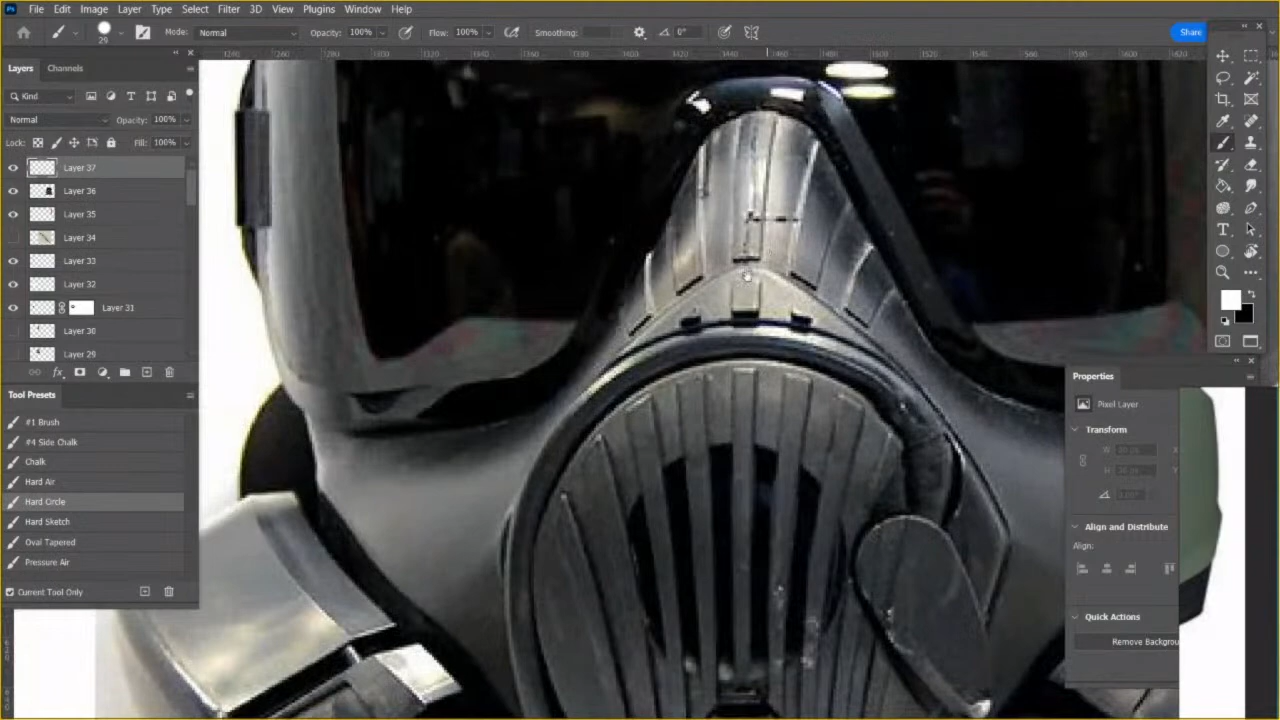 Ps File Edit Image Layer Type Select Filter 3D View Plugins Window Help
29 Mode: Normal Opacity: 100% Flow: 100% Smoothing: 0° Share
Layers Channels
Kind
Normal Opacity: 100%
Lock: Fill: 100%
Layer 37
Layer 36
Layer 35
Layer 34
Layer 33
Layer 32
Layer 31
Layer 30
Layer 29
fx
Tool Presets
#1 Brush
#4 Side Chalk
Chalk
Hard Air
Hard Circle
Hard Sketch
Oval Tapered
Pressure Air
Current Tool Only
Properties
Pixel Layer
Transform
W
X
H
Y
Align and Distribute
Align:
Quick Actions
Remove Backgrou